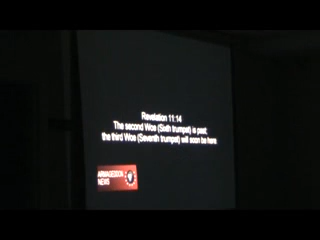 Revelation 11:14
The second Woe (Sixth trumpet) is past:
the third Woe (Seventh trumpet) will soon be here
ARMAGEDDON
NEWS